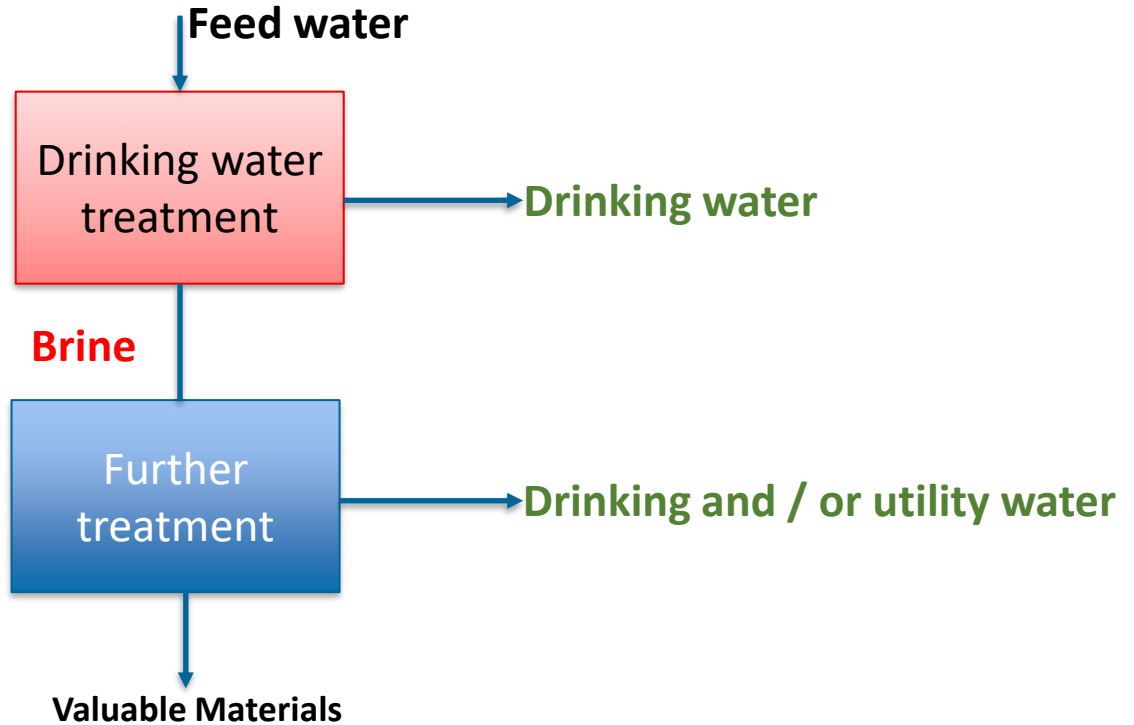 Feed water
Drinking water
treatment
Drinking water
Brine
Further
treatment
Drinking and / or utility water
Valuable Materials